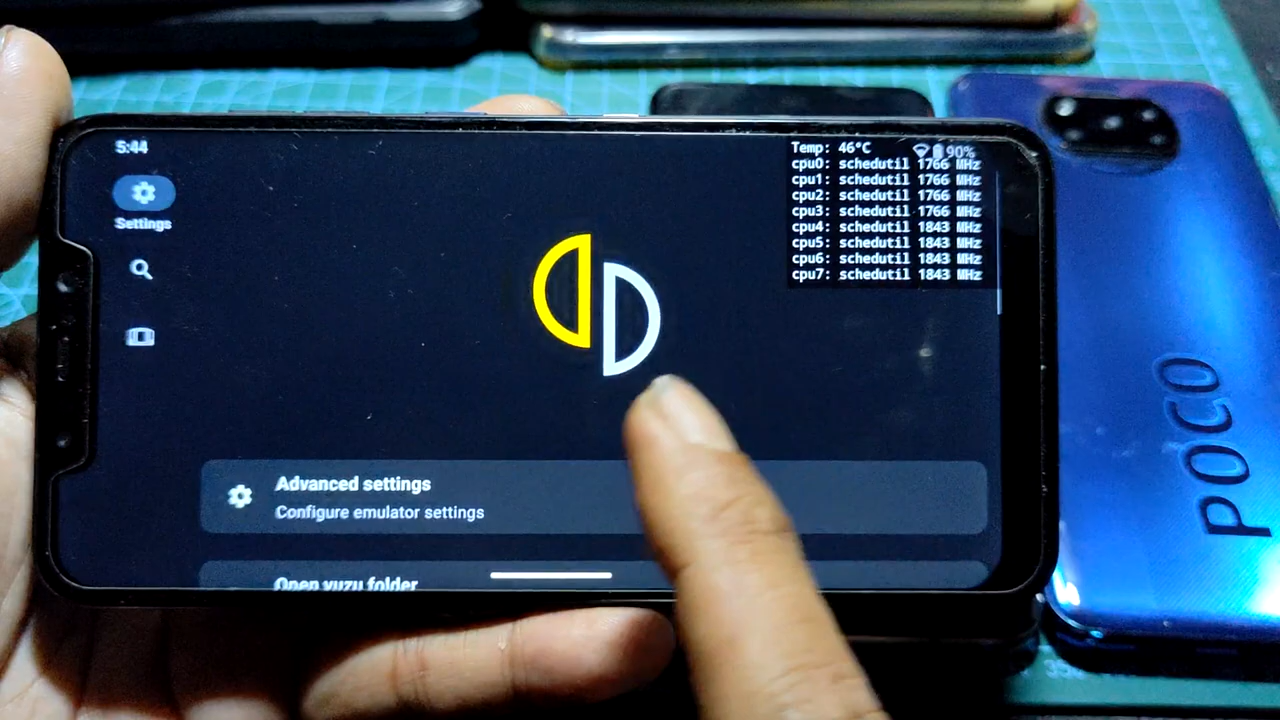 5:44
Settings
Temp: 46°C
90%
cpu0: schedutil 1766 MHz
cpu1: schedutil 1766 MHz
cpu2: schedutil 1766 MHz
cpu3: schedutil 1766 MHz
cpu4: schedutil 1843 MHz
cpu5: schedutil 1843 MHz
cpu6: schedutil 1843 MHz
cpu7: schedutil 1843 MHz
Advanced settings
Configure emulator settings
Open yuzu folder
POCO